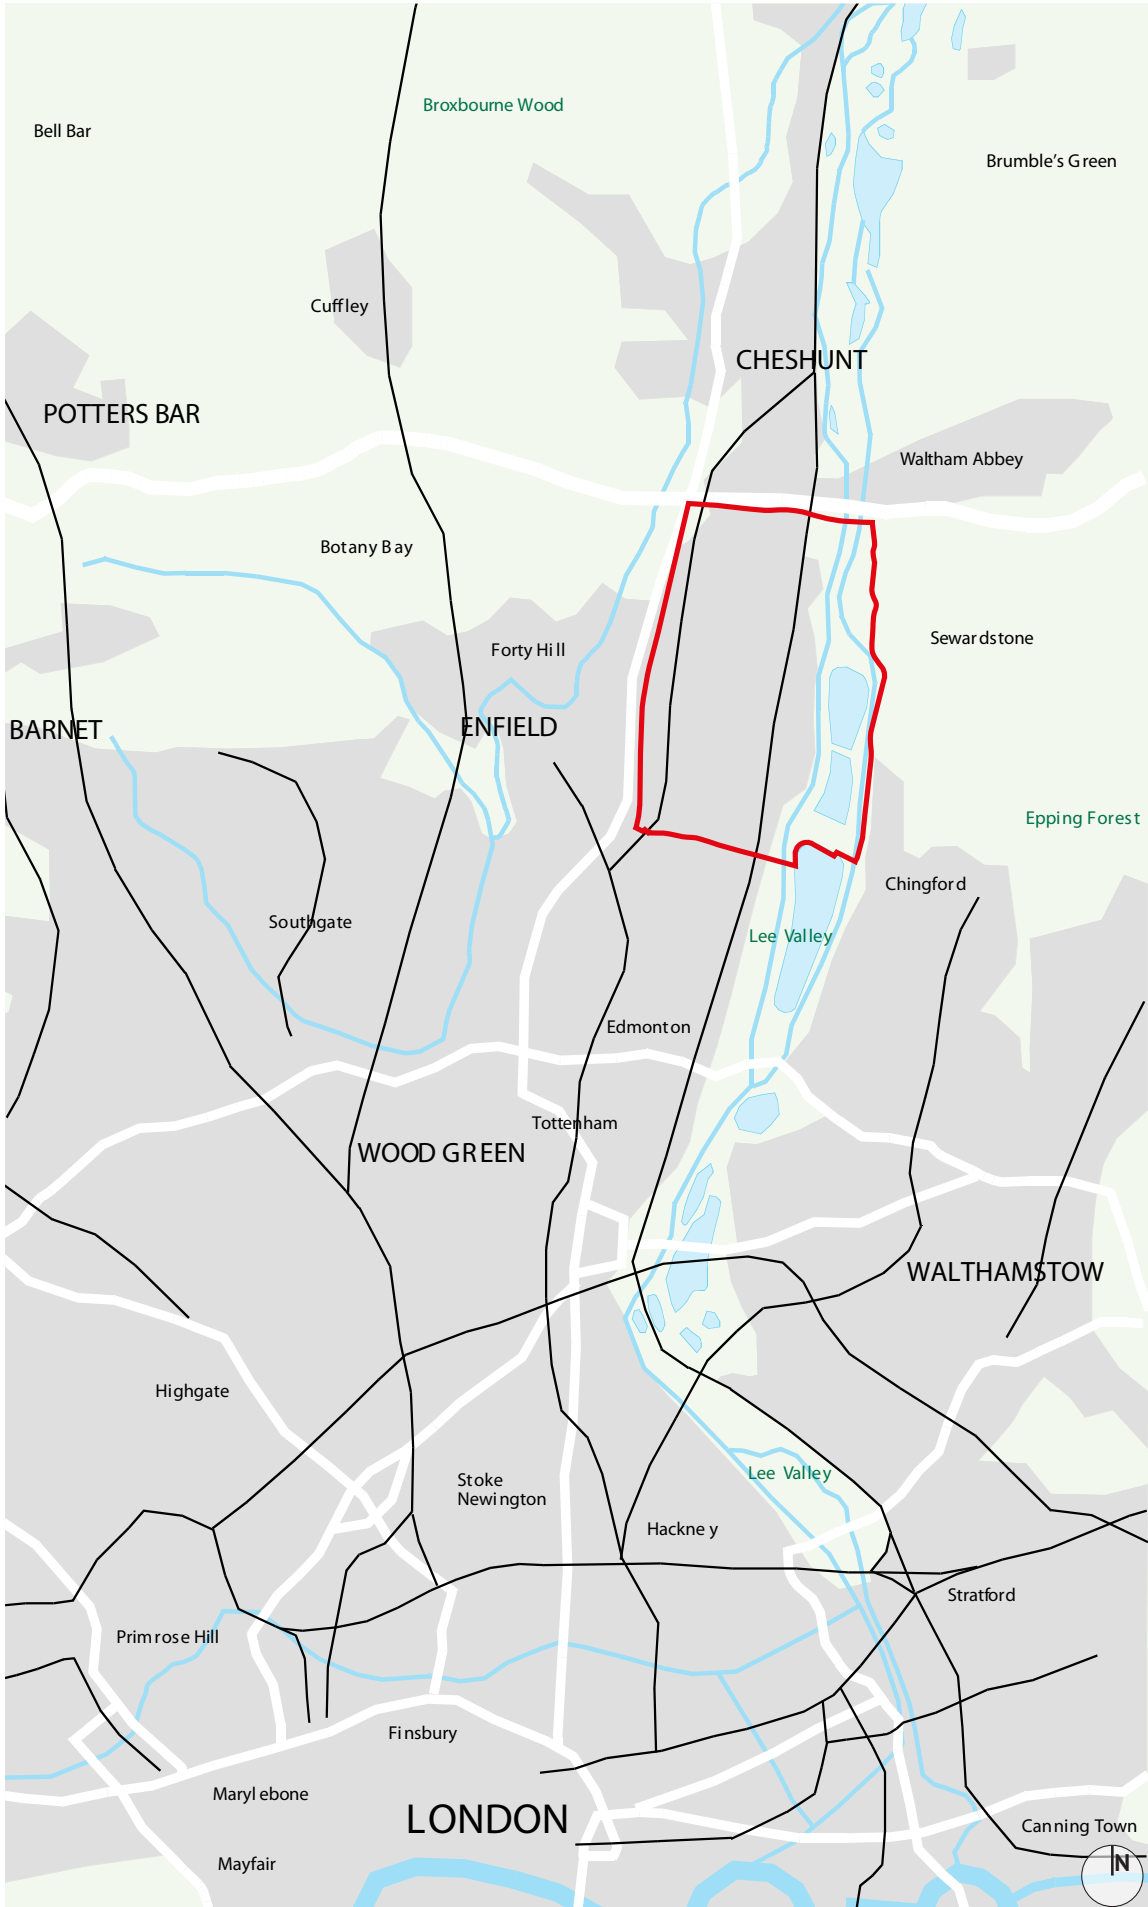 Broxbourne Wood
Bell Bar
Brumble's Green
Cuffley
CHESHUNT
POTTERS BAR
Waltham Abbey
Botany Bay
Sewardstone
Forty Hill
BARNET
ENFIELD
Epping Forest
Chingford
Southgate
Lee Valley
Edmonton
Tottenham
WOOD GREEN
WALTHAMSTOW
Highgate
Lee Valley
Stoke
Newington
Hackney
Stratford
Primrose Hill
Finsbury
Marylebone
LONDON
Canning Town
Mayfair
N